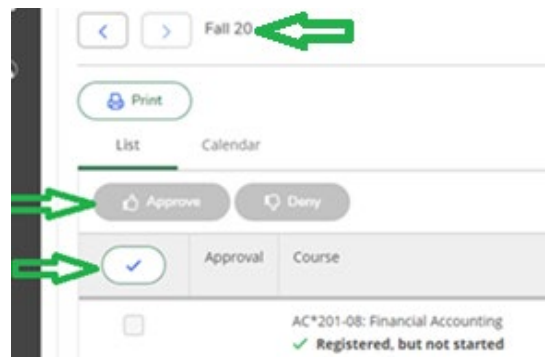 Fall 20
Print
List Calendar
Approve Deny
Approval Course
AC*201-08: Financial Accounting
Registered, but not started